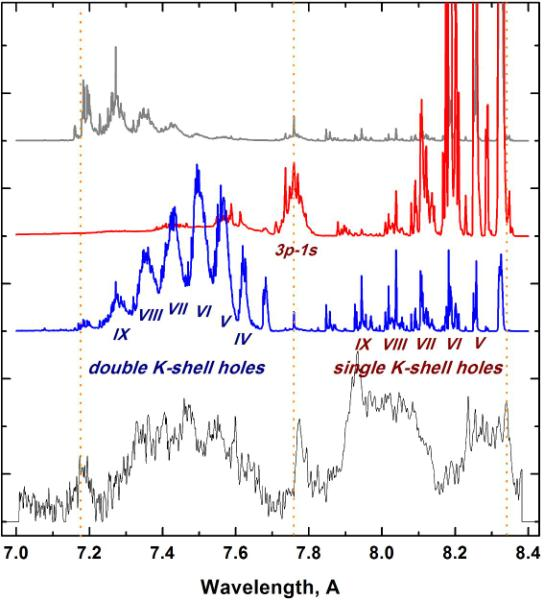 3p-1s
IX VIII VII VI V IV
IX VIII VII VI V
double K-shell holes single K-shell holes
7.0 7.2 7.4 7.6 7.8 8.0 8.2 8.4
Wavelength, A